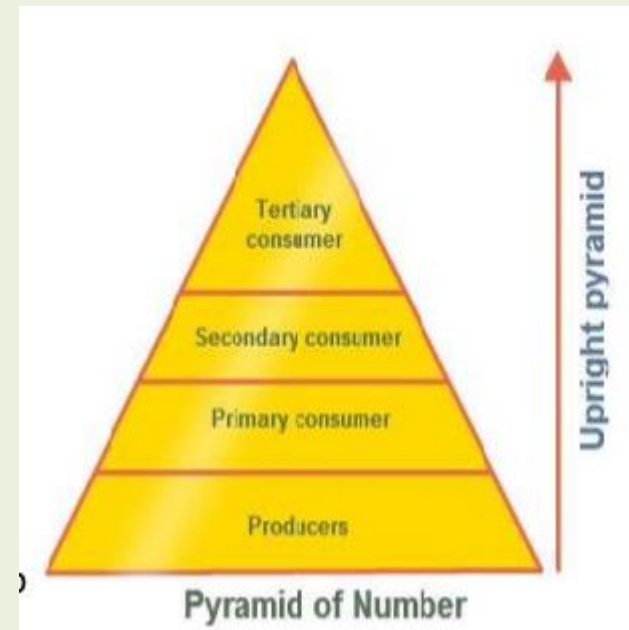 Tertiary
consumer
Secondary consumer
Primary consumer
Producers
Upright pyramid
Pyramid of Number